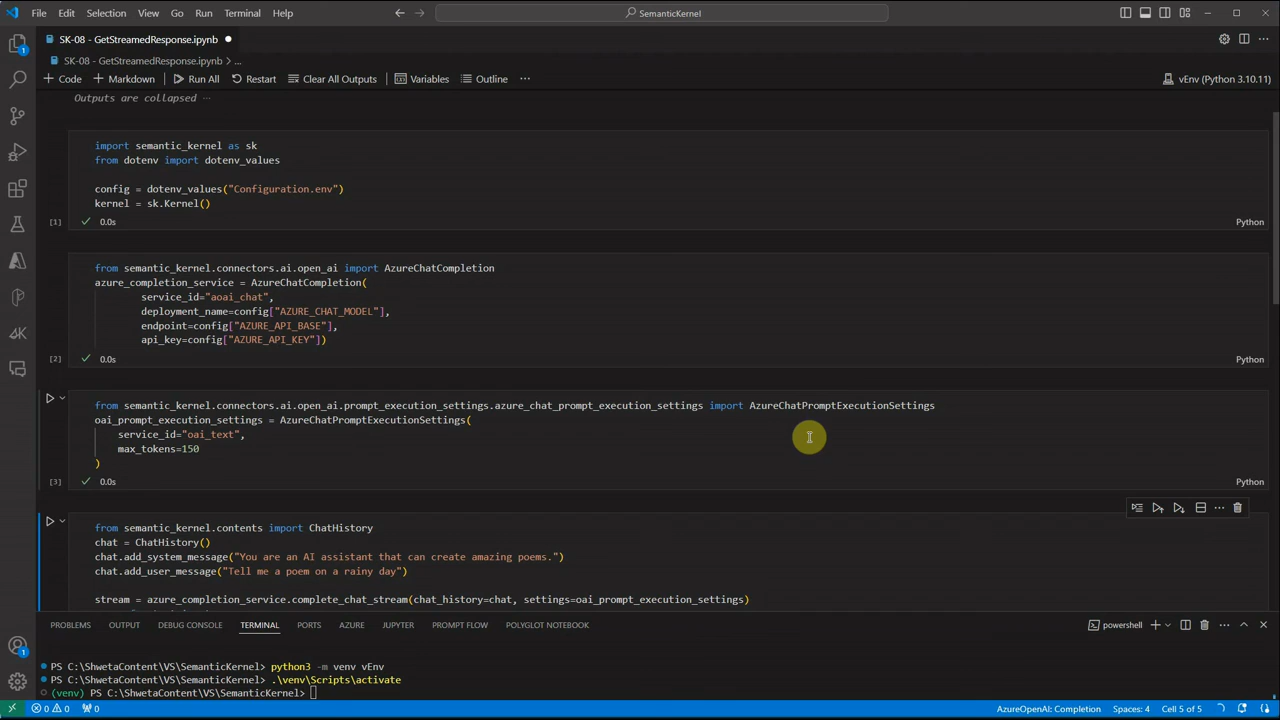 File Edit Selection View Go Run Terminal Help
SemanticKernel
SK-08 - GetStreamedResponse.ipynb
SK-08 - GetStreamedResponse.ipynb > ...
+ Code + Markdown Run All Restart Clear All Outputs Variables Outline ...
vEnv (Python 3.10.11)
Outputs are collapsed ...
import semantic_kernel as sk
from dotenv import dotenv_values
config = dotenv_values("Configuration.env")
kernel = sk.Kernel()
[1] 0.0s Python
from semantic_kernel.connectors.ai.open_ai import AzureChatCompletion
azure_completion_service = AzureChatCompletion(
service_id="aoai_chat",
deployment_name=config["AZURE_CHAT_MODEL"],
endpoint=config["AZURE_API_BASE"],
api_key=config["AZURE_API_KEY"])
[2] 0.0s Python
from semantic_kernel.connectors.ai.open_ai.prompt_execution_settings.azure_chat_prompt_execution_settings import AzureChatPromptExecutionSettings
oai_prompt_execution_settings = AzureChatPromptExecutionSettings(
service_id="oai_text",
max_tokens=150
)
[3] 0.0s Python
from semantic_kernel.contents import ChatHistory
chat = ChatHistory()
chat.add_system_message("You are an AI assistant that can create amazing poems.")
chat.add_user_message("Tell me a poem on a rainy day")
stream = azure_completion_service.complete_chat_stream(chat_history=chat, settings=oai_prompt_execution_settings)
PROBLEMS OUTPUT DEBUG CONSOLE TERMINAL PORTS AZURE JUPYTER PROMPT FLOW POLYGLOT NOTEBOOK
powershell
PS C:\ShwetaContent\VS\SemanticKernel> python3 -m venv vEnv
PS C:\ShwetaContent\VS\SemanticKernel> .\venv\Scripts\activate
(venv) PS C:\ShwetaContent\VS\SemanticKernel>
0 0 0 AzureOpenAI: Completion Spaces: 4 Cell 5 of 5